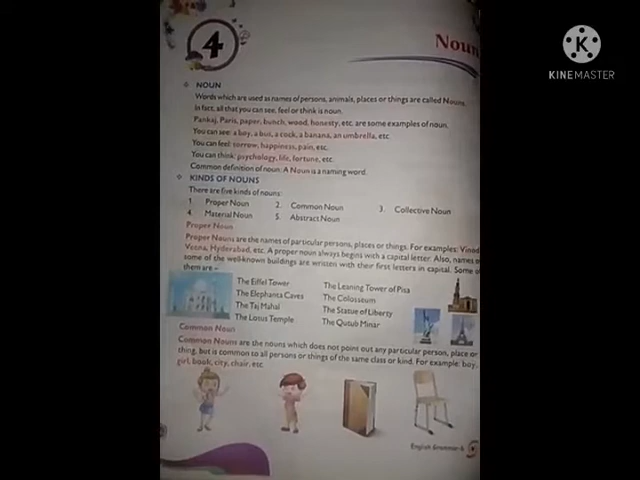 4
Noun
K
KINEMASTER
NOUN
Words which are used as names of persons, animals, places or things are called Nouns.
In fact, all that you can see, feel or think is noun.
Pankaj, Paris, paper, bunch, wood, honesty, etc. are some examples of noun.
You can see: a boy, a bus, a cock, a banana, an umbrella, etc.
You can feel: sorrow, happiness, pain, etc.
You can think: psychology, life, fortune, etc.
Common definition of noun: A Noun is a naming word.
KINDS OF NOUNS
There are five kinds of nouns:
1. Proper Noun 2. Common Noun 3. Collective Noun
4. Material Noun 5. Abstract Noun
Proper Noun
Proper Nouns are the names of particular persons, places or things. For examples: Vinod
Veena, Hyderabad, etc. A proper noun always begins with a capital letter. Also, names
some of the well-known buildings are written with their first letters in capital. Some o
them are –
The Eiffel Tower The Leaning Tower of Pisa
The Elephanta Caves The Colosseum
The Taj Mahal The Statue of Liberty
The Lotus Temple The Qutub Minar
Common Noun
Common Nouns are the nouns which does not point out any particular person, place or
thing, but is common to all persons or things of the same class or kind. For example: boy,
girl, book, city, chair, etc.
English Grammar-6